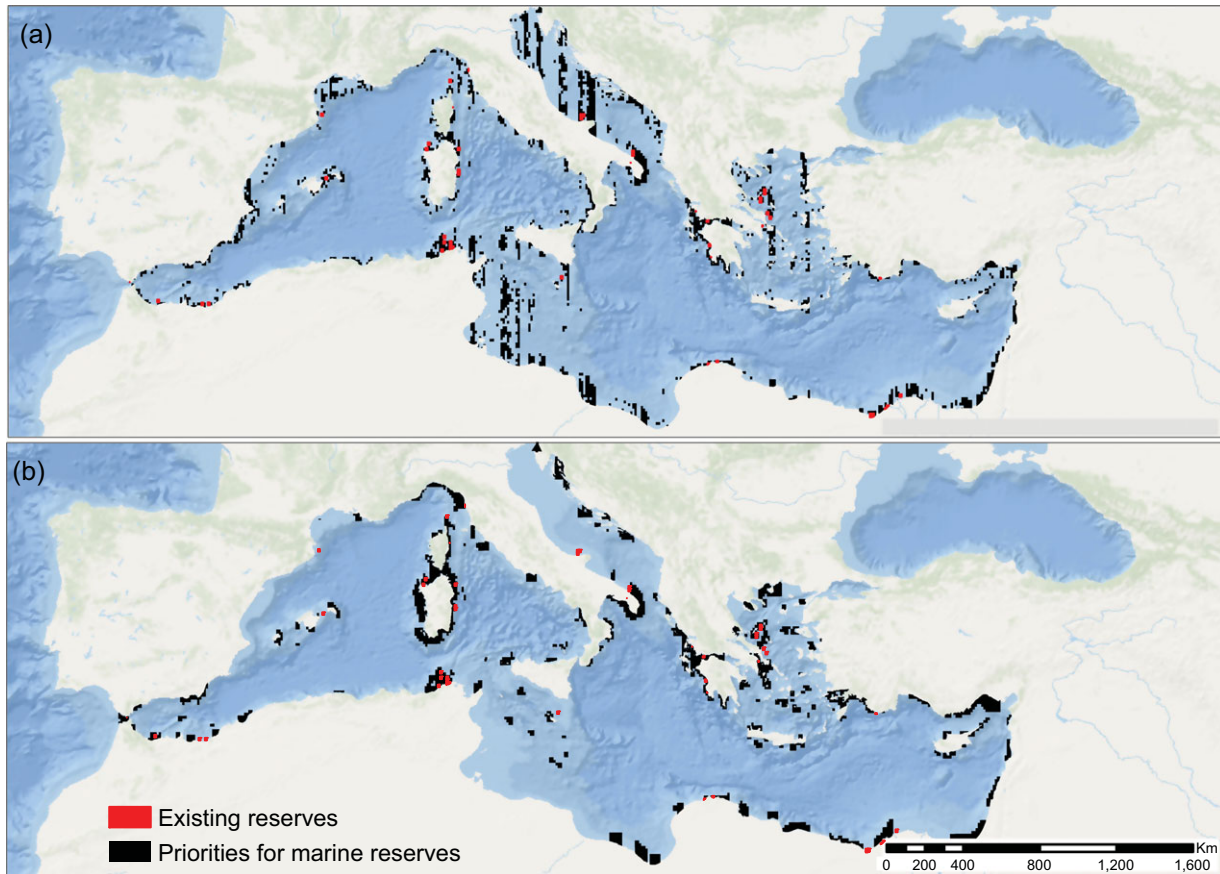 (a)
(b)
Existing reserves
Priorities for marine reserves
Km
0 200 400 800 1,200 1,600